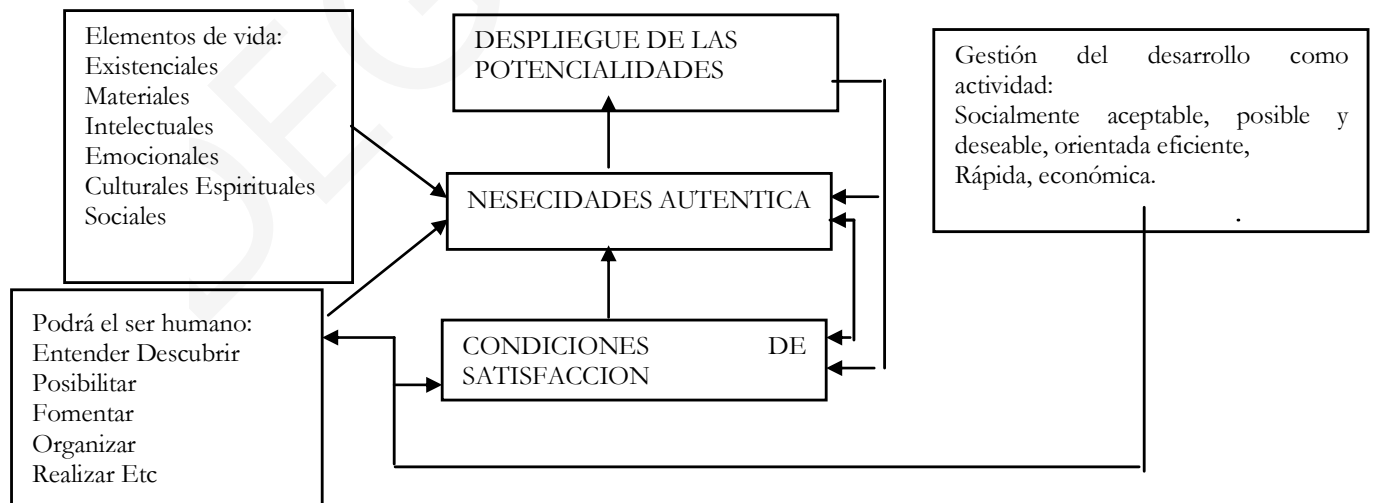 Elementos de vida:
Existenciales
Materiales
Intelectuales
Emocionales
Culturales Espirituales
Sociales
DESPLIEGUE DE LAS
POTENCIALIDADES
Gestión del desarrollo como
actividad:
Socialmente aceptable, posible y
deseable, orientada eficiente,
Rápida, económica.
.
NESECIDADES AUTENTICA
Podrá el ser humano:
Entender Descubrir
Posibilitar
Fomentar
Organizar
Realizar Etc
CONDICIONES DE
SATISFACCION